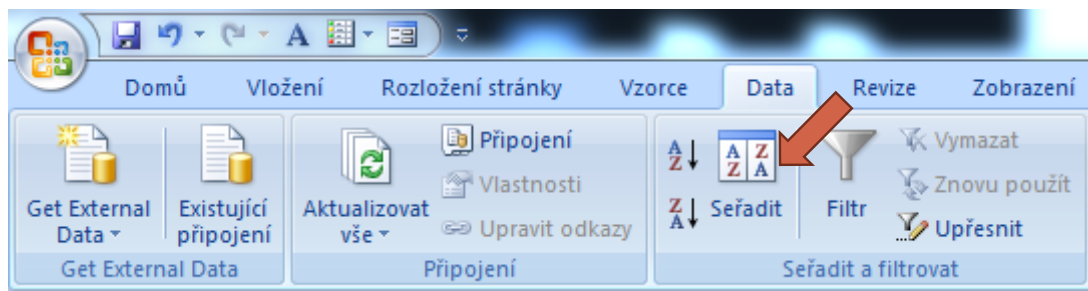 A
Domů Vložení Rozložení stránky Vzorce Data Revize Zobrazení
Get External
Data
Existující
připojení
Get External Data
Aktualizovat
vše
Připojení
Vlastnosti
Upravit odkazy
Připojení
A
Z
Z
A
A Z
Z A
Seřadit
Filtr
Vymazat
Znovu použít
Upřesnit
Seřadit a filtrovat